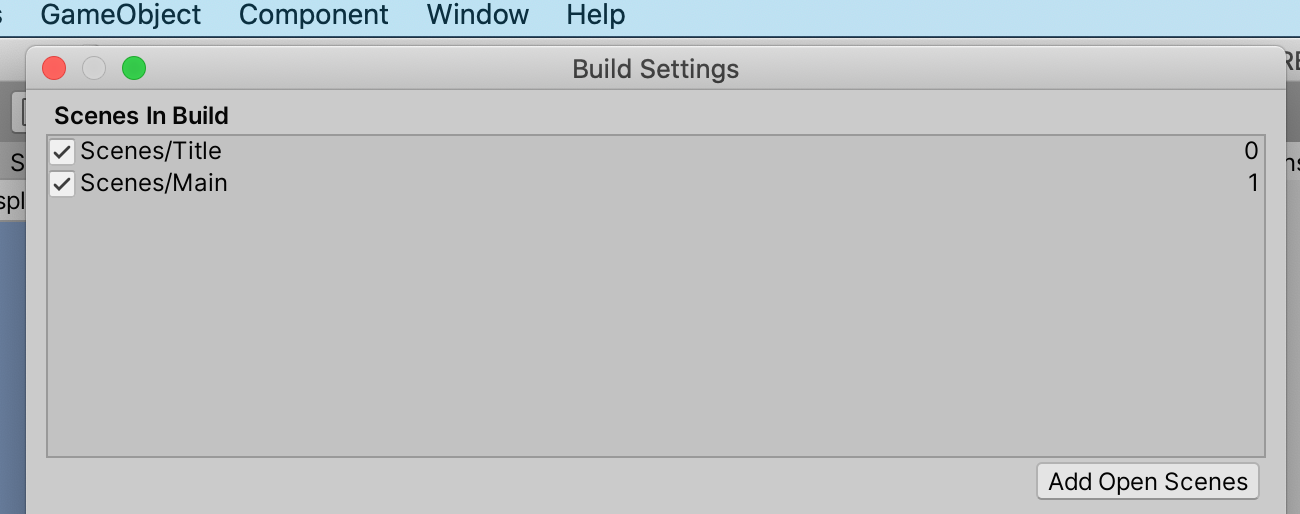 GameObject Component Window Help
Build Settings
Scenes In Build
Scenes/Title 0
Scenes/Main 1
Add Open Scenes